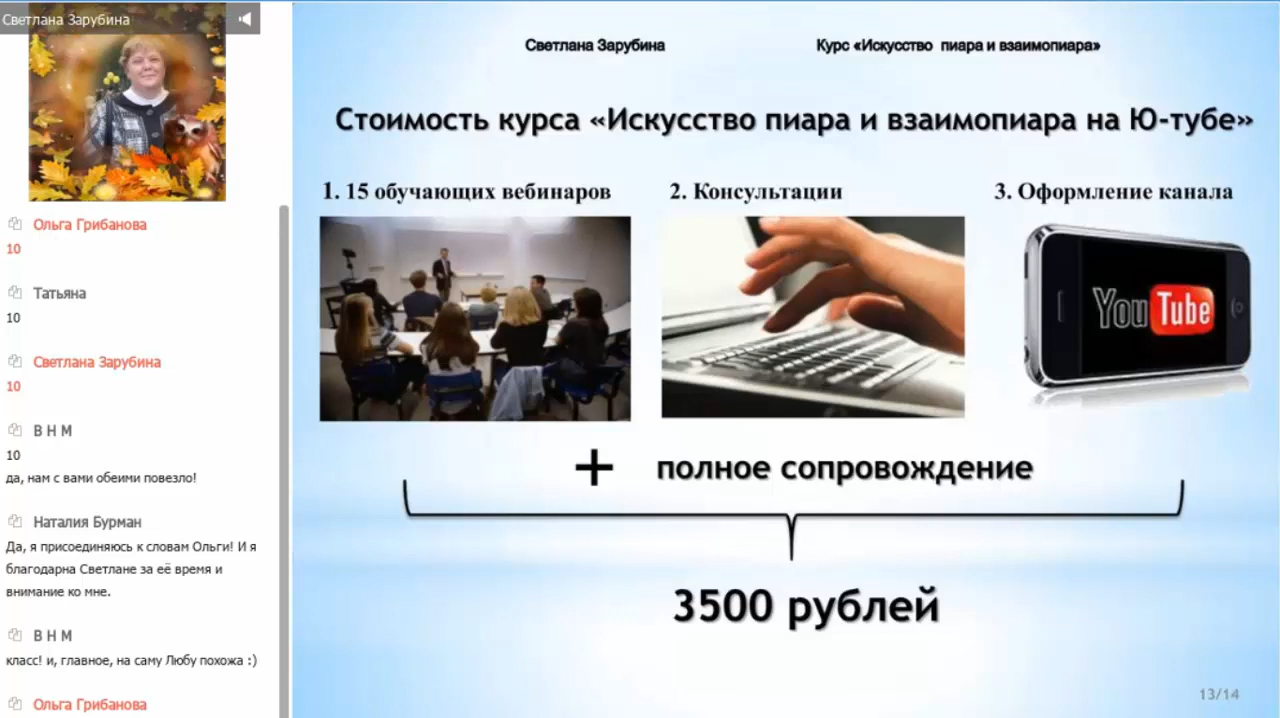 Светлана Зарубина
Ольга Грибанова
10
Татьяна
10
Светлана Зарубина
10
В Н М
10
да, нам с вами обеими повезло!
Наталия Бурман
Да, я присоединяюсь к словам Ольги! И я
благодарна Светлане за её время и
внимание ко мне.
В Н М
класс! и, главное, на саму Любу похожа :)
Ольга Грибанова
Светлана Зарубина
Курс «Искусство пиара и взаимопиара»
Стоимость курса «Искусство пиара и взаимопиара на Ю-тубе»
1. 15 обучающих вебинаров
2. Консультации
3. Оформление канала
YouTube
+ полное сопровождение
3500 рублей
13/14